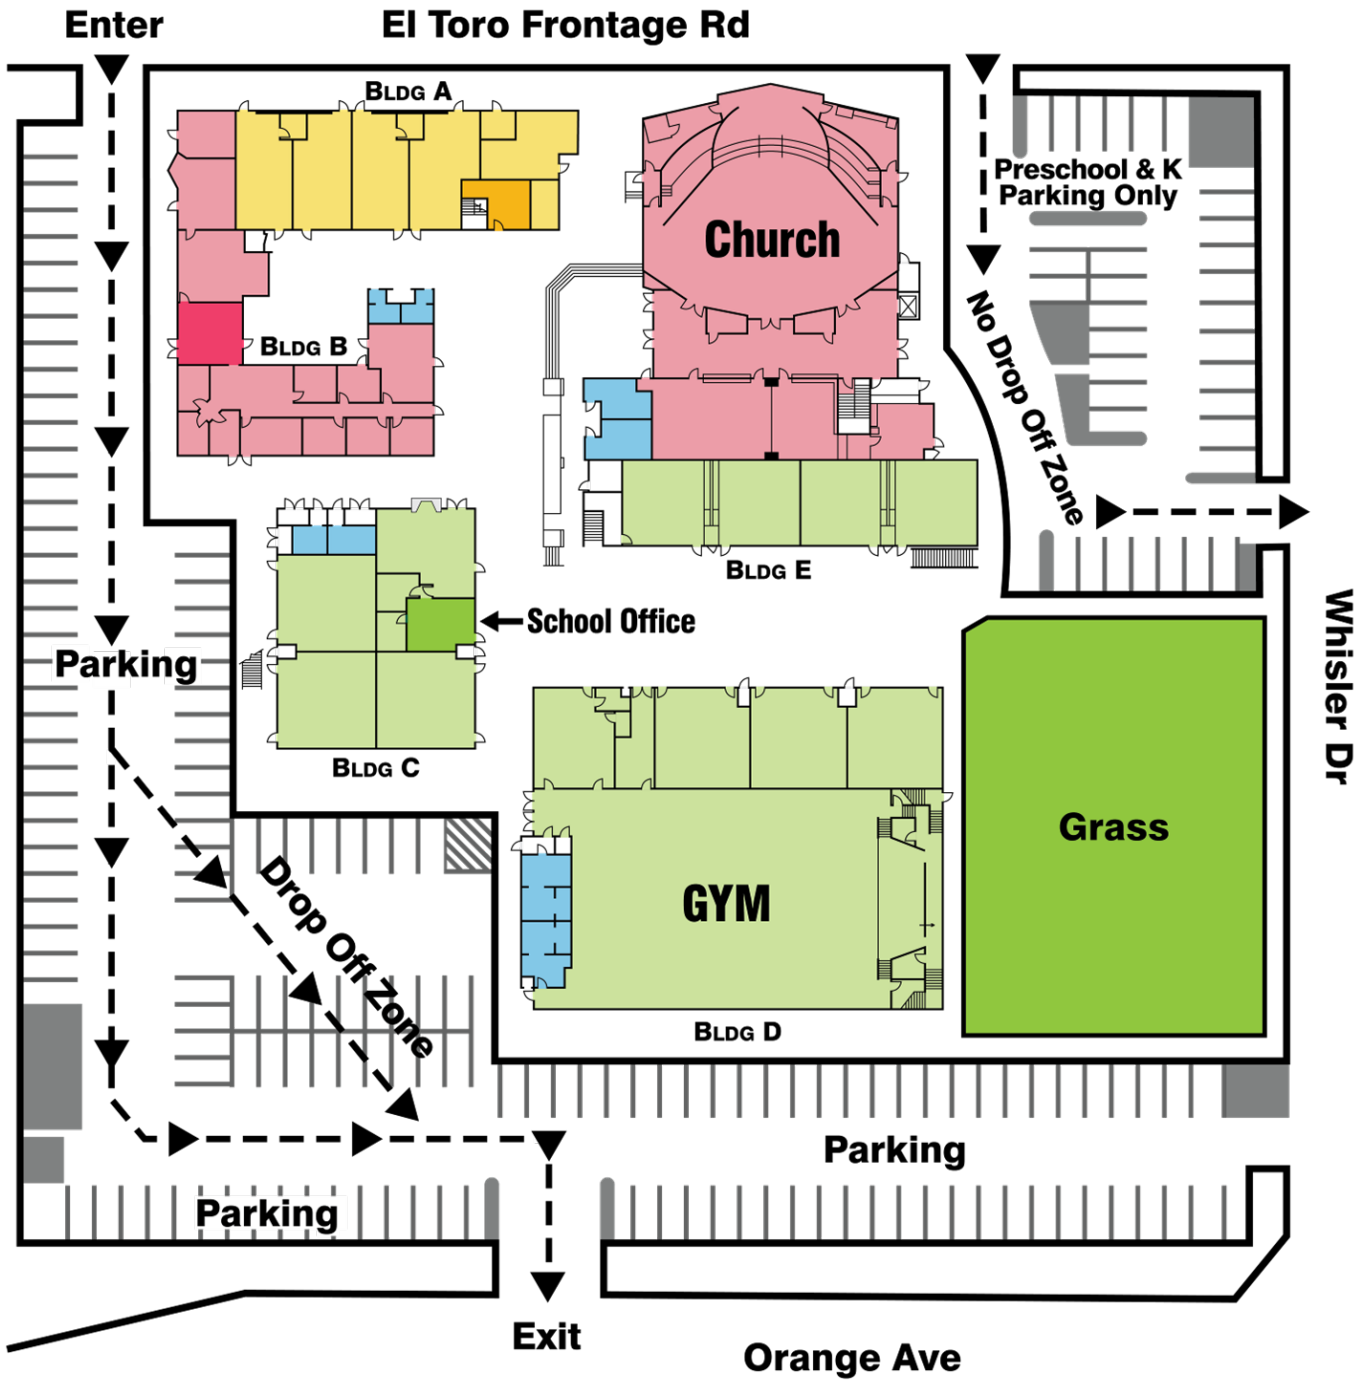 Enter
El Toro Frontage Rd
BLDG A
Preschool & K
Parking Only
Church
No Drop Off Zone
BLDG B
BLDG E
School Office
Whisler Dr
Parking
BLDG C
Grass
Drop Off Zone
GYM
BLDG D
Parking
Parking
Exit
Orange Ave